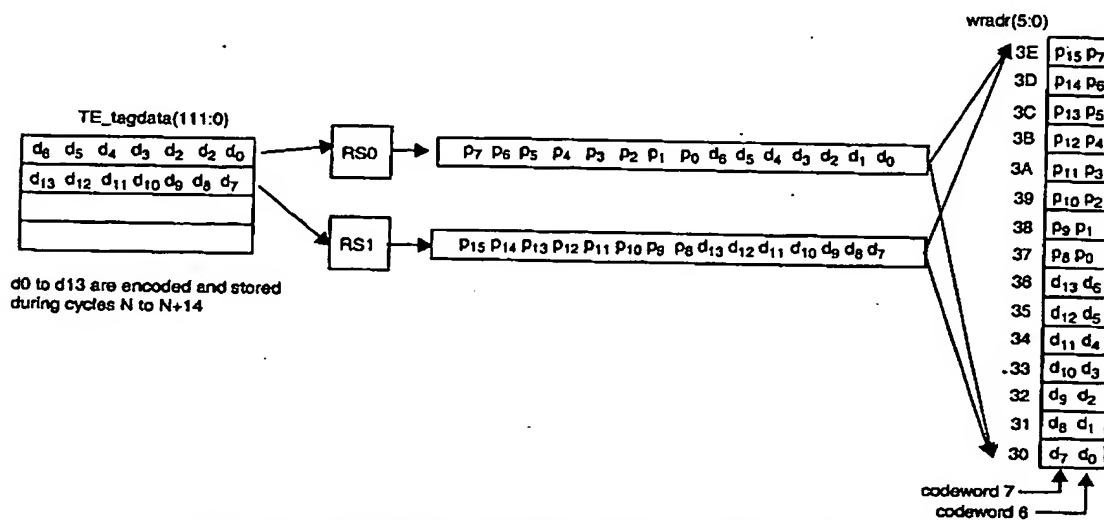 wradr(5:0)
TE_tagdata(111:0)
d6 d5 d4 d3 d2 d2 d0
d13 d12 d11 d10 d9 d8 d7
RS0
p7 p6 p5 p4 p3 p2 p1 p0 d6 d5 d4 d3 d2 d1 d0
RS1
p15 p14 p13 p12 p11 p10 p9 p8 d13 d12 d11 d10 d9 d8 d7
d0 to d13 are encoded and stored
during cycles N to N+14
3E p15 p7
3D p14 p6
3C p13 p5
3B p12 p4
3A p11 p3
39 p10 p2
38 p9 p1
37 p8 p0
36 d13 d6
35 d12 d5
34 d11 d4
33 d10 d3
32 d9 d2
31 d8 d1
30 d7 d0
codeword 7
codeword 6